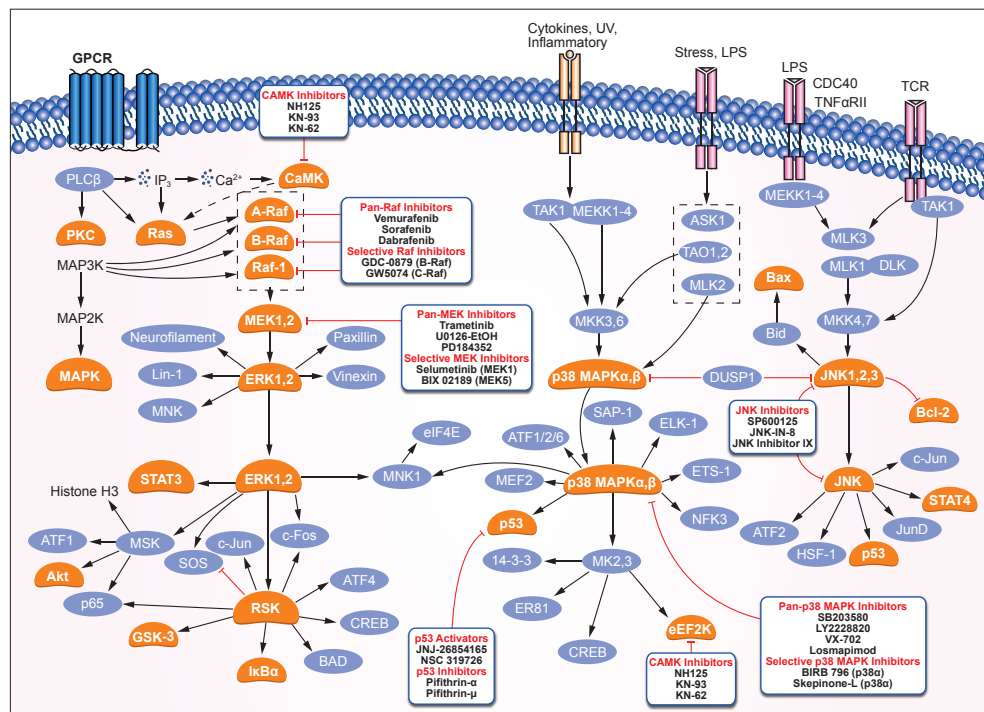 Cytokines, UV,
Inflammatory
Stress, LPS
GPCR
LPS
CDC40
TNFαRII
TCR
CAMK Inhibitors
NH125
KN-93
KN-62
PLCβ
IP3
Ca2+
CaMK
PKC
Ras
A-Raf
B-Raf
Raf-1
Pan-Raf Inhibitors
Vemurafenib
Sorafenib
Dabrafenib
Selective Raf Inhibitors
GDC-0879 (B-Raf)
GW5074 (C-Raf)
TAK1
MEKK1-4
ASK1
TAO1,2
MLK2
MEKK1-4
TAK1
MLK3
MLK1
DLK
MAP3K
MAP2K
MAPK
MEK1,2
Pan-MEK Inhibitors
Trametinib
U0126-EtOH
PD184352
Selective MEK Inhibitors
Selumetinib (MEK1)
BIX 02189 (MEK5)
MKK3,6
Bax
Bid
MKK4,7
Neurofilament
Paxillin
Lin-1
ERK1,2
Vinexin
MNK
p38 MAPKα,β
DUSP1
JNK1,2,3
Bcl-2
JNK Inhibitors
SP600125
JNK-IN-8
JNK Inhibitor IX
SAP-1
ATF1/2/6
ELK-1
eIF4E
MNK1
STAT3
ERK1,2
MEF2
p38 MAPKα,β
ETS-1
NFK3
p53
c-Jun
JNK
STAT4
JunD
ATF2
HSF-1
p53
Histone H3
ATF1
MSK
SOS
c-Jun
c-Fos
Akt
p65
RSK
ATF4
CREB
GSK-3
IκBα
BAD
14-3-3
MK2,3
ER81
CREB
eEF2K
p53 Activators
JNJ-26854165
NSC 319726
p53 Inhibitors
Pifithrin-α
Pifithrin-μ
CAMK Inhibitors
NH125
KN-93
KN-62
Pan-p38 MAPK Inhibitors
SB203580
LY2228820
VX-702
Losmapimod
Selective p38 MAPK Inhibitors
BIRB 796 (p38α)
Skepinone-L (p38α)